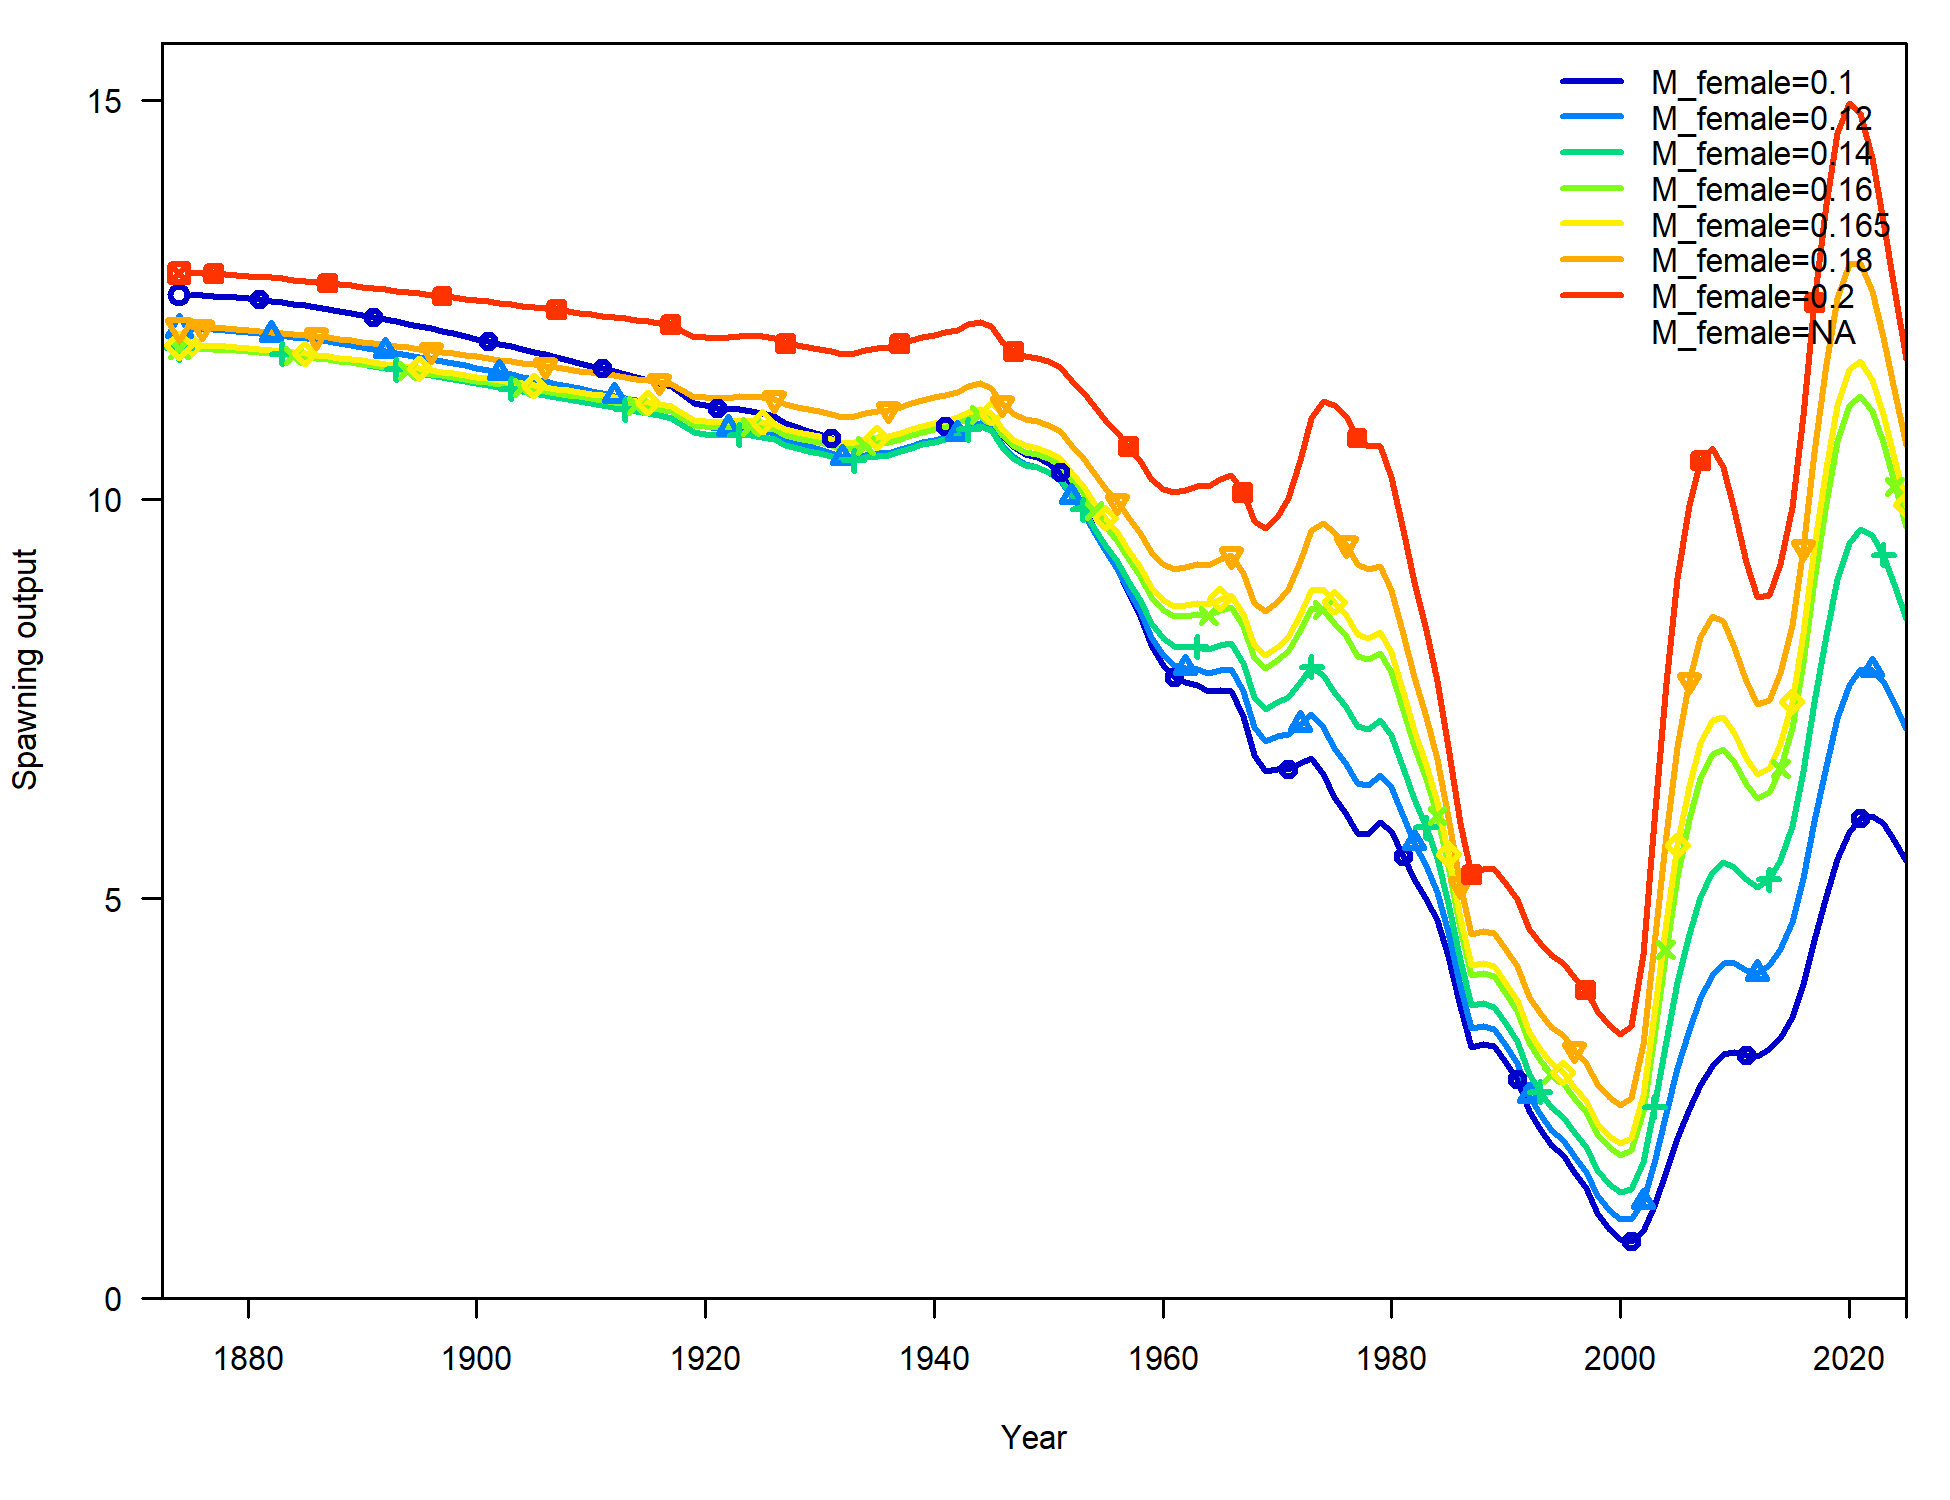 M_female=0.1
M_female=0.12
M_female=0.14
M_female=0.16
M_female=0.165
M_female=0.18
M_female=0.2
M_female=NA
15
10
5
0
Spawning output
1880 1900 1920 1940 1960 1980 2000 2020
Year